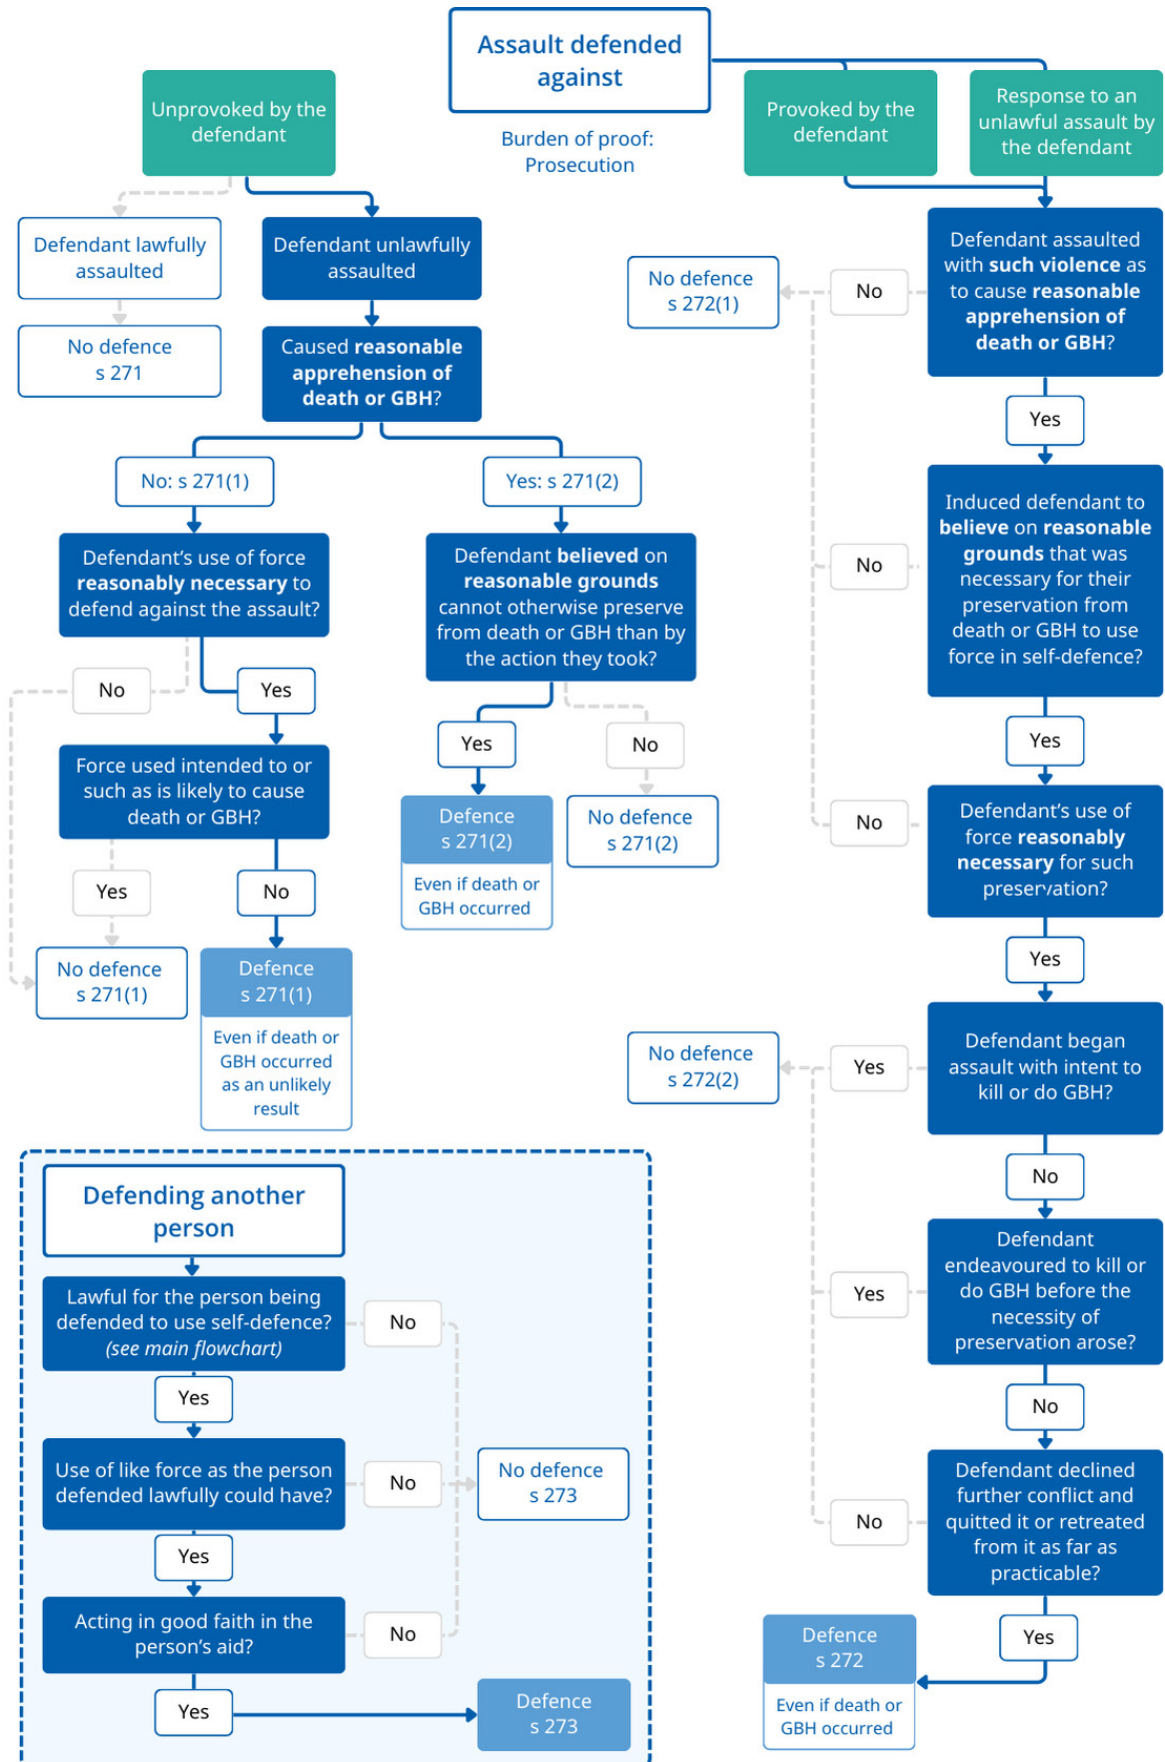 Assault defended
against
Burden of proof:
Prosecution
Unprovoked by the
defendant
Provoked by the
defendant
Response to an
unlawful assault by
the defendant
Defendant lawfully
assaulted
No defence
s 271
Defendant unlawfully
assaulted
Caused reasonable
apprehension of
death or GBH?
No: s 271(1)
Defendant’s use of force
reasonably necessary to
defend against the assault?
No
Yes
Force used intended to or
such as is likely to cause
death or GBH?
Yes
No
No defence
s 271(1)
Defence
s 271(1)
Even if death or
GBH occurred
as an unlikely
result
Yes: s 271(2)
Defendant believed on
reasonable grounds
cannot otherwise preserve
from death or GBH than by
the action they took?
Yes
No
Defence
s 271(2)
Even if death or
GBH occurred
No defence
s 271(2)
Defendant assaulted
with such violence as
to cause reasonable
apprehension of
death or GBH?
No
No defence
s 272(1)
Yes
Induced defendant to
believe on reasonable
grounds that was
necessary for their
preservation from
death or GBH to use
force in self-defence?
No
Yes
Defendant’s use of
force reasonably
necessary for such
preservation?
No
Yes
Defendant began
assault with intent to
kill or do GBH?
Yes
No defence
s 272(2)
No
Defendant
endeavoured to kill or
do GBH before the
necessity of
preservation arose?
Yes
No
Defendant declined
further conflict and
quitted it or retreated
from it as far as
practicable?
No
Yes
Defence
s 272
Even if death or
GBH occurred
Defending another
person
Lawful for the person being
defended to use self-defence?
(see main flowchart)
No
Yes
Use of like force as the person
defended lawfully could have?
No
No defence
s 273
Yes
Acting in good faith in the
person’s aid?
No
Yes
Defence
s 273